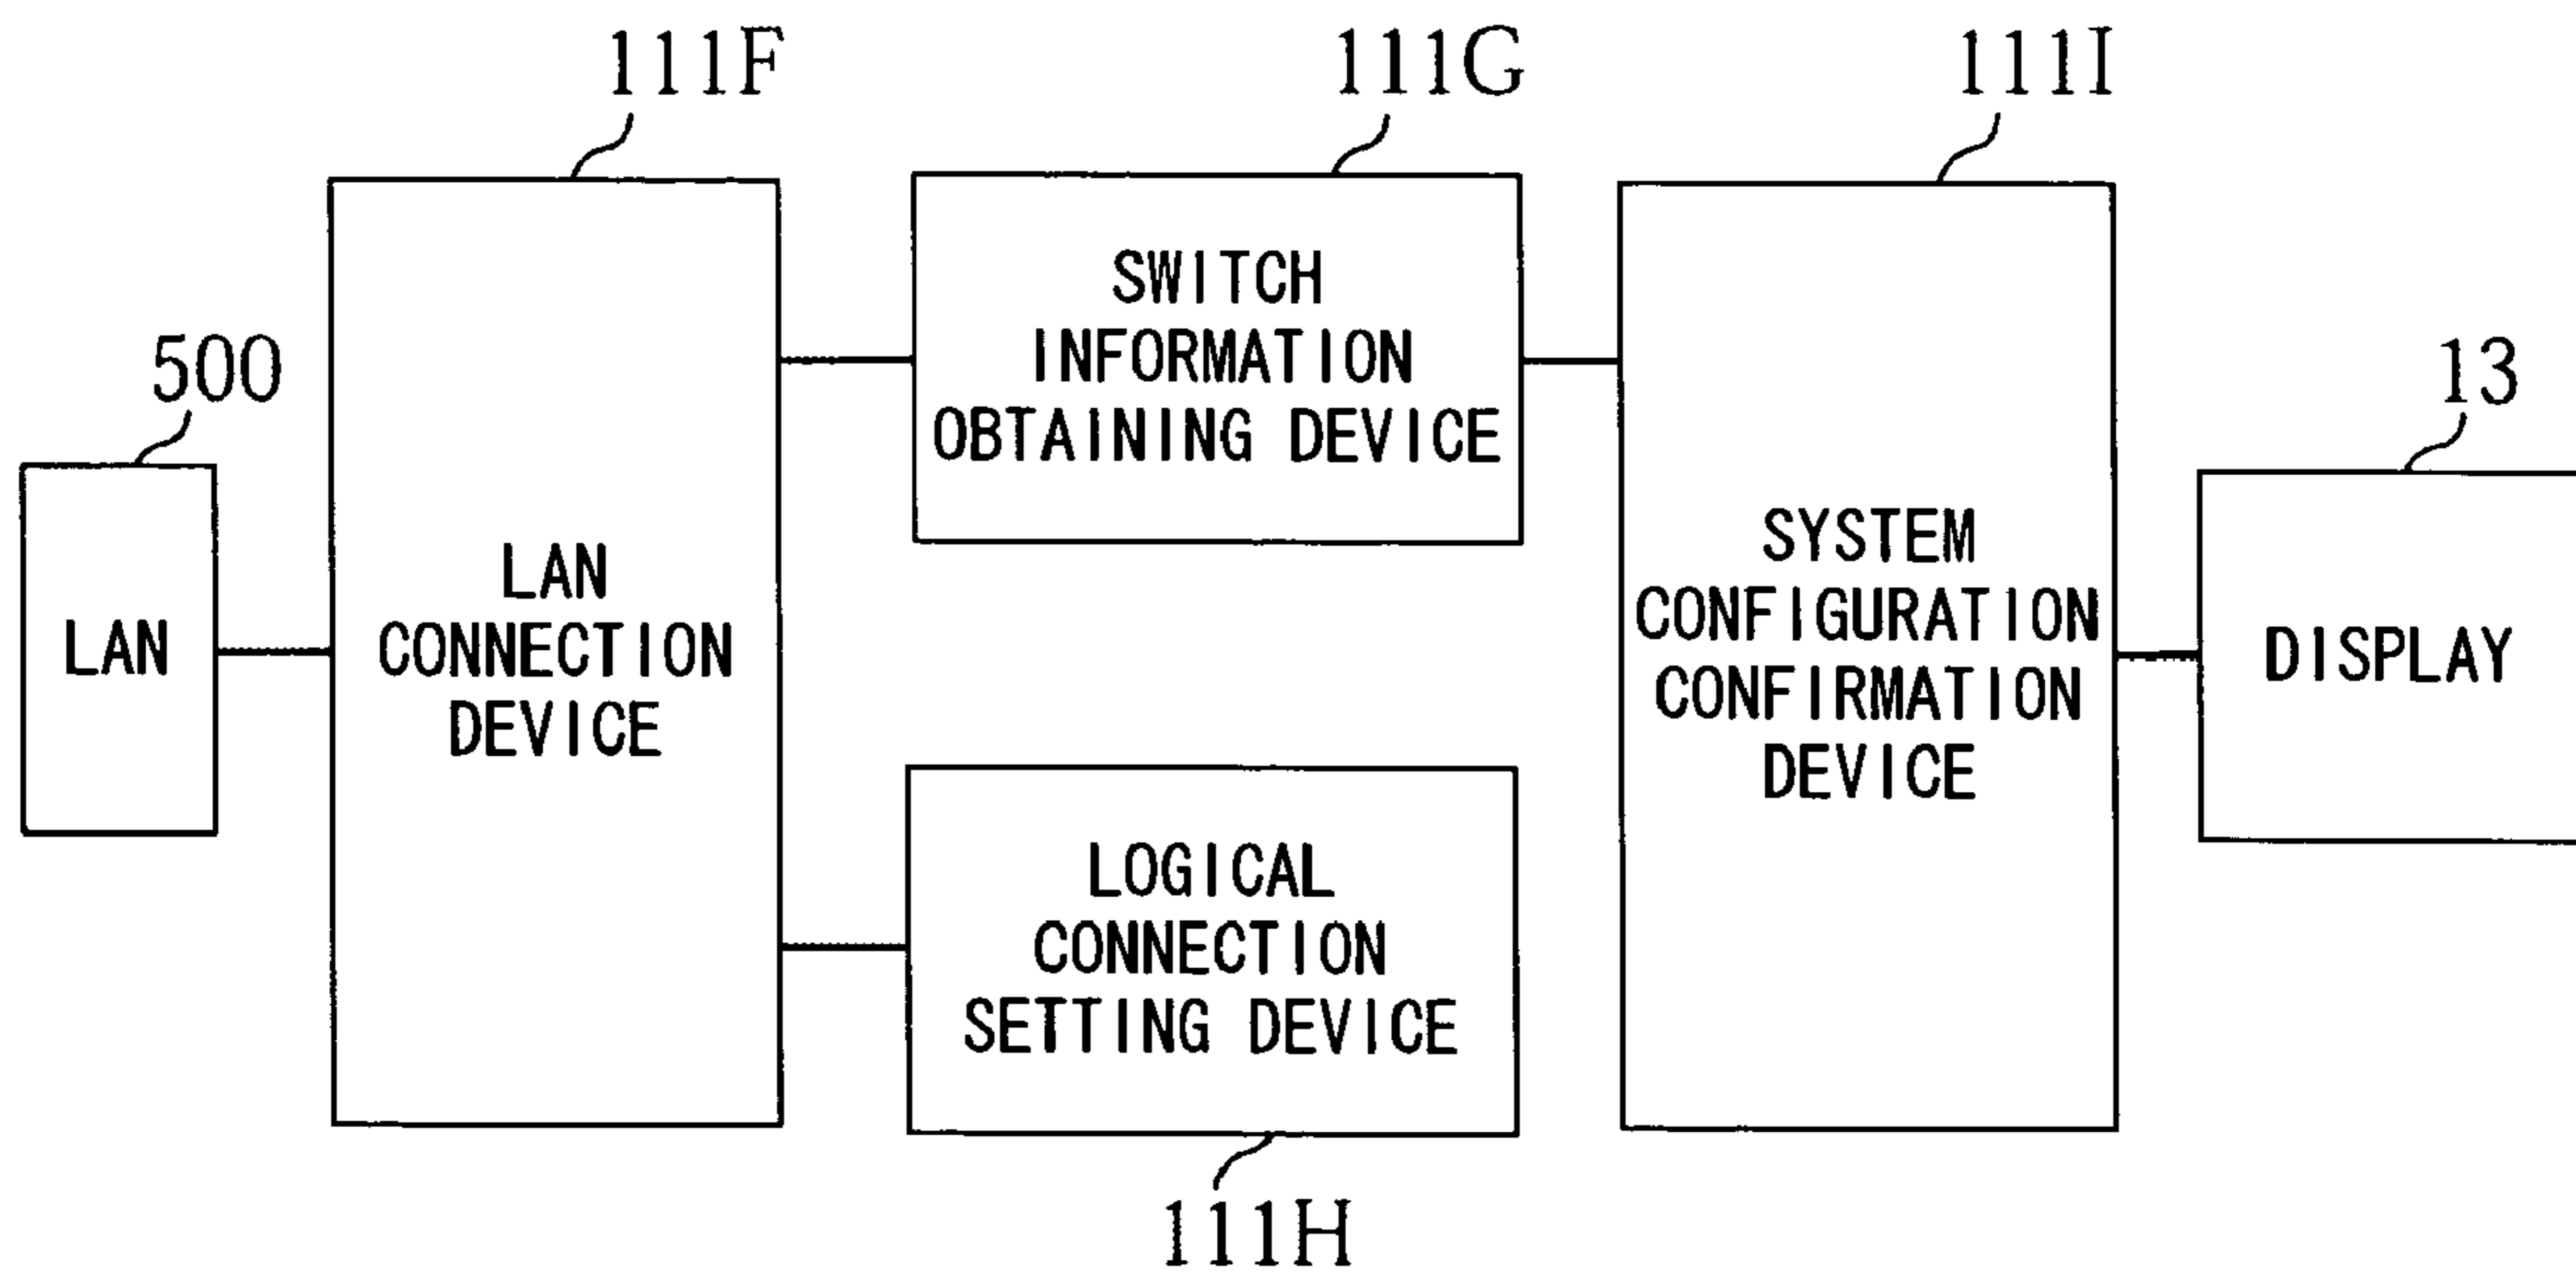 111F
111G
111I
500
13
LAN
LAN
CONNECTION
DEVICE
SWITCH
INFORMATION
OBTAINING DEVICE
LOGICAL
CONNECTION
SETTING DEVICE
SYSTEM
CONFIGURATION
CONFIRMATION
DEVICE
DISPLAY
111H